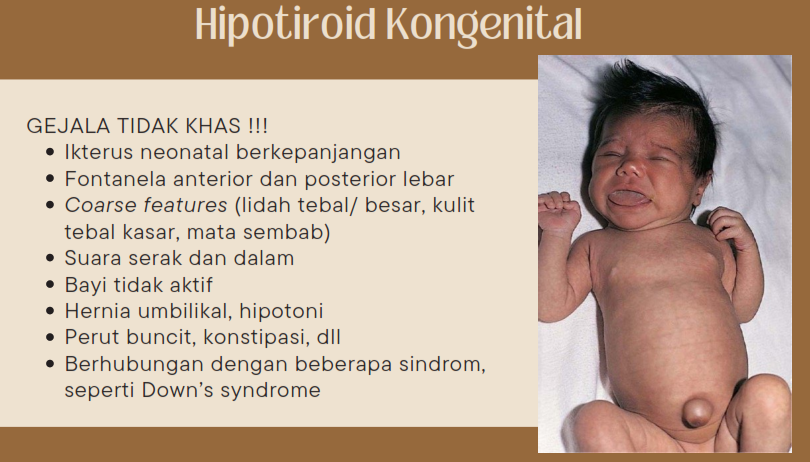 Hipotiroid Kongenital
GEJALA TIDAK KHAS !!!
• Ikterus neonatal berkepanjangan
• Fontanela anterior dan posterior lebar
• Coarse features (lidah tebal/ besar, kulit
tebal kasar, mata sembab)
• Suara serak dan dalam
• Bayi tidak aktif
• Hernia umbilikal, hipotoni
• Perut buncit, konstipasi, dll
• Berhubungan dengan beberapa sindrom,
seperti Down's syndrome